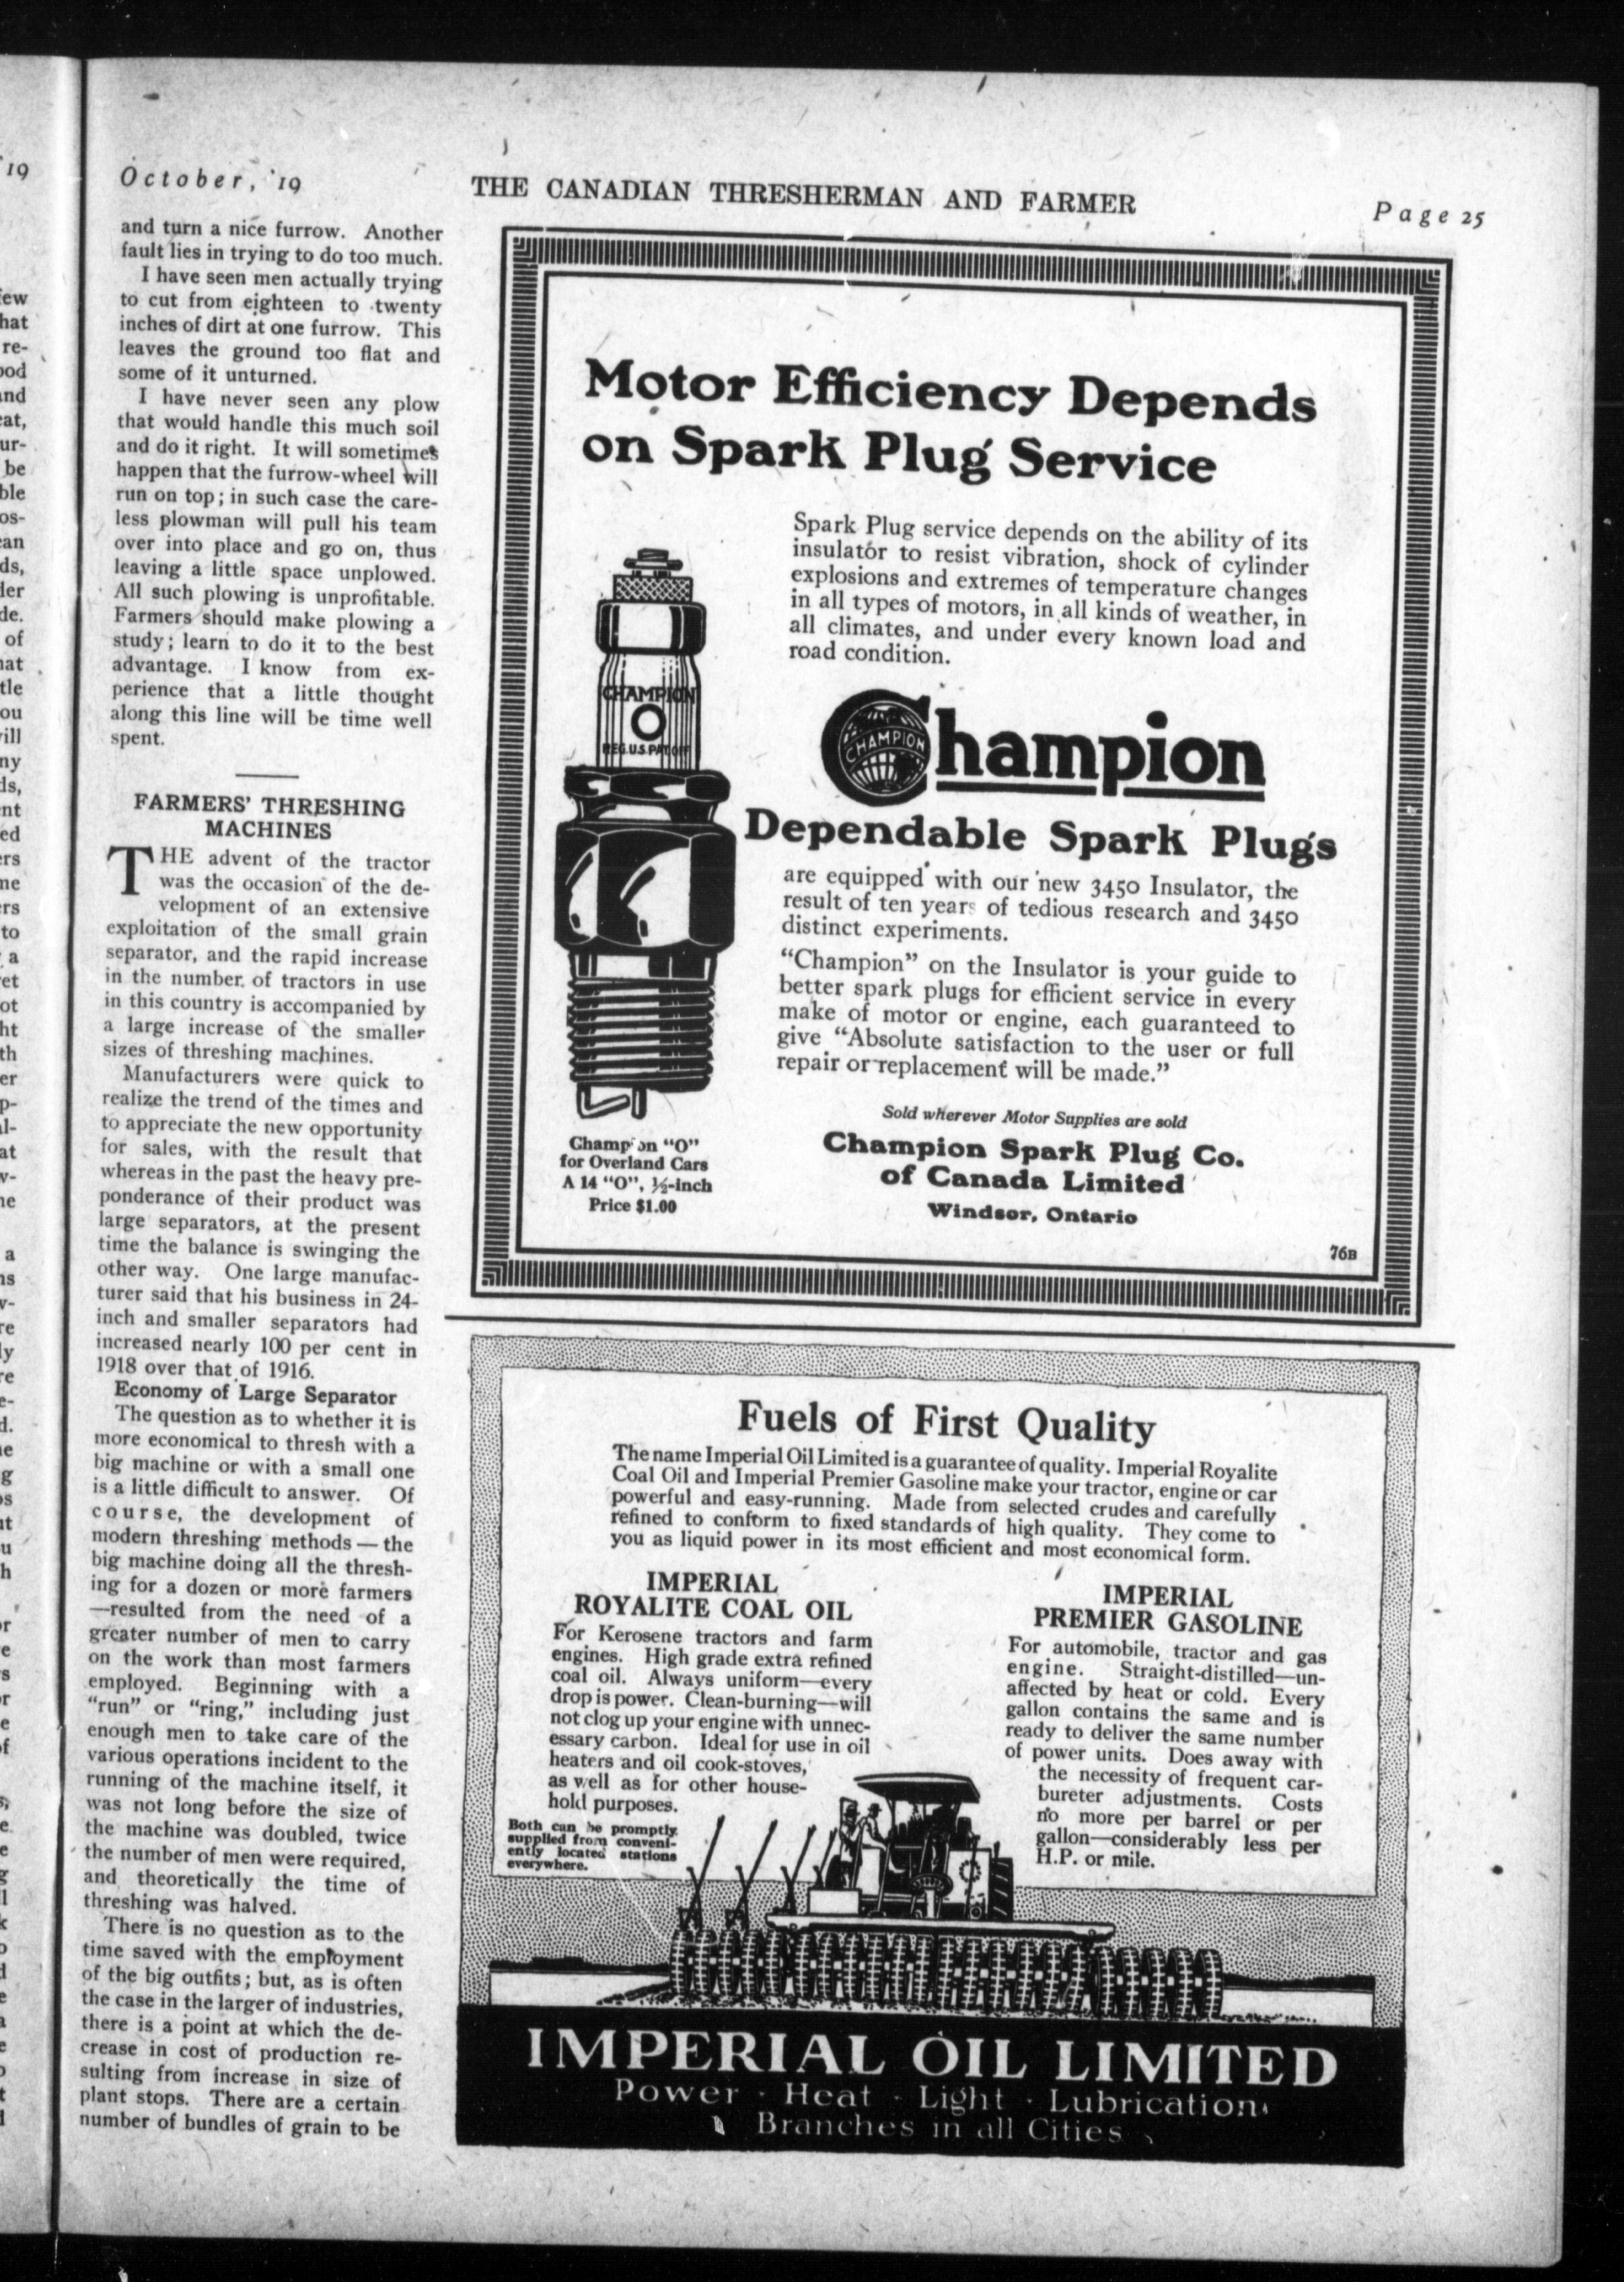 October, '19
THE CANADIAN THRESHERMAN AND FARMER
Page 25
and turn a nice furrow. Another
fault lies in trying to do too much.
I have seen men actually trying
to cut from eighteen to twenty
inches of dirt at one furrow. This
leaves the ground too flat and
some of it unturned.
I have never seen any plow
that would handle this much soil
and do it right. It will sometimes
happen that the furrow-wheel will
run on top; in such case the care-
less plowman will pull his team
over into place and go on, thus
leaving a little space unplowed.
All such plowing is unprofitable.
Farmers should make plowing a
study; learn to do it to the best
advantage. I know from ex-
perience that a little thought
along this line will be time well
spent.
FARMERS' THRESHING
MACHINES
THE advent of the tractor
was the occasion of the de-
velopment of an extensive
exploitation of the small grain
separator, and the rapid increase
in the number of tractors in use
in this country is accompanied by
a large increase of the smaller
sizes of threshing machines.
Manufacturers were quick to
realize the trend of the times and
to appreciate the new opportunity
for sales, with the result that
whereas in the past the heavy pre-
ponderance of their product was
large separators, at the present
time the balance is swinging the
other way. One large manufac-
turer said that his business in 24-
inch and smaller separators had
increased nearly 100 per cent in
1918 over that of 1916.
Economy of Large Separator
The question as to whether it is
more economical to thresh with a
big machine or with a small one
is a little difficult to answer. Of
course, the development of
modern threshing methods — the
big machine doing all the thresh-
ing for a dozen or more farmers
—resulted from the need of a
greater number of men to carry
on the work than most farmers
employed. Beginning with a
"run" or "ring," including just
enough men to take care of the
various operations incident to the
running of the machine itself, it
was not long before the size of
the machine was doubled, twice
the number of men were required,
and theoretically the time of
threshing was halved.
There is no question as to the
time saved with the employment
of the big outfits; but, as is often
the case in the larger of industries,
there is a point at which the de-
crease in cost of production re-
sulting from increase in size of
plant stops. There are a certain
number of bundles of grain to be
Motor Efficiency Depends
on Spark Plug Service
Spark Plug service depends on the ability of its
insulator to resist vibration, shock of cylinder
explosions and extremes of temperature changes
in all types of motors, in all kinds of weather, in
all climates, and under every known load and
road condition.
CHAMPION
O
REG.U.S.PAT.OFF
Champion
CHAMPION
Dependable Spark Plugs
are equipped with our new 3450 Insulator, the
result of ten years of tedious research and 3450
distinct experiments.
"Champion" on the Insulator is your guide to
better spark plugs for efficient service in every
make of motor or engine, each guaranteed to
give "Absolute satisfaction to the user or full
repair or replacement will be made."
Sold wherever Motor Supplies are sold
Champion Spark Plug Co.
of Canada Limited
Windsor, Ontario
Champion "O"
for Overland Cars
A 14 "O", ½-inch
Price $1.00
76B
Fuels of First Quality
The name Imperial Oil Limited is a guarantee of quality. Imperial Royalite
Coal Oil and Imperial Premier Gasoline make your tractor, engine or car
powerful and easy-running. Made from selected crudes and carefully
refined to conform to fixed standards of high quality. They come to
you as liquid power in its most efficient and most economical form.
IMPERIAL
ROYALITE COAL OIL
For Kerosene tractors and farm
engines. High grade extra refined
coal oil. Always uniform—every
drop is power. Clean-burning—will
not clog up your engine with unnec-
essary carbon. Ideal for use in oil
heaters and oil cook-stoves,
as well as for other house-
hold purposes.
Both can be promptly
supplied from conveni-
ently located stations
everywhere.
IMPERIAL
PREMIER GASOLINE
For automobile, tractor and gas
engine. Straight-distilled—un-
affected by heat or cold. Every
gallon contains the same and is
ready to deliver the same number
of power units. Does away with
the necessity of frequent car-
bureter adjustments. Costs
no more per barrel or per
gallon—considerably less per
H.P. or mile.
IMPERIAL OIL LIMITED
Power - Heat - Light - Lubrication
Branches in all Cities